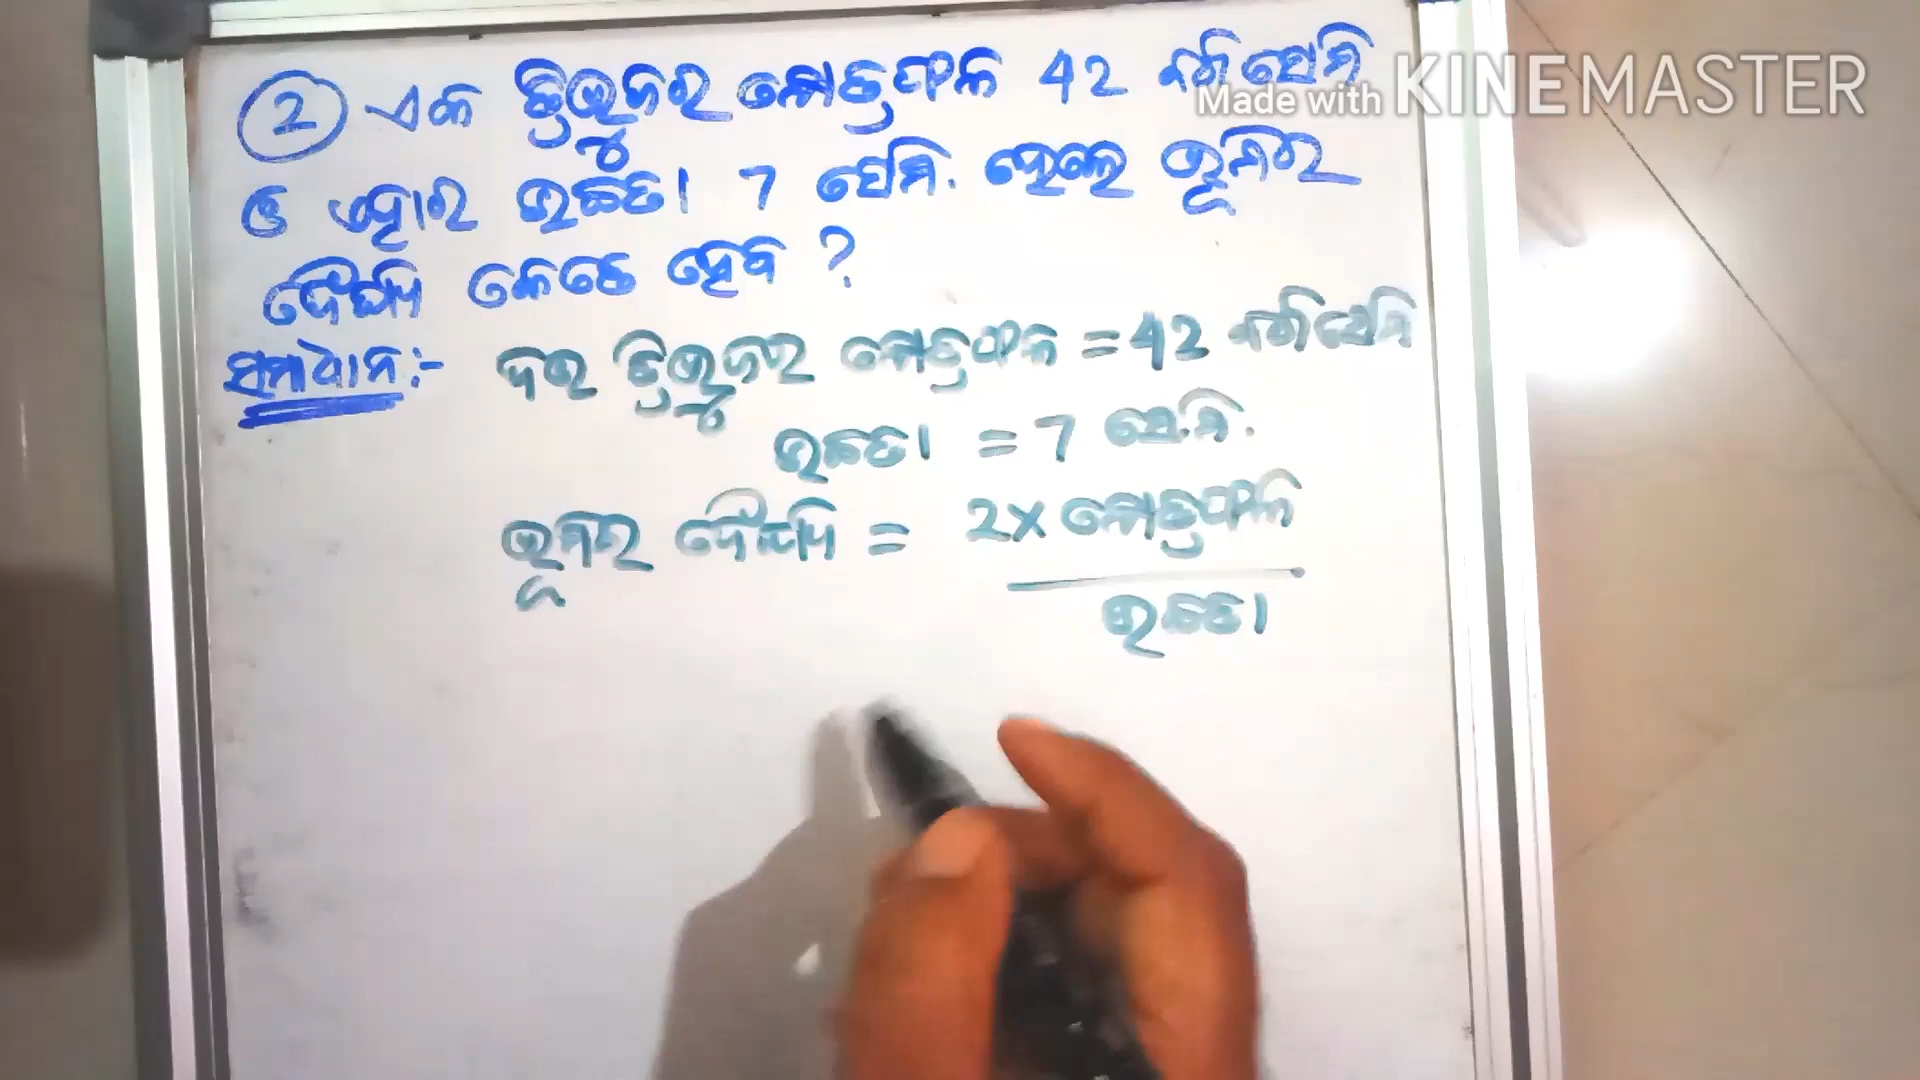 ② ଏକ ତ୍ରିଭୁଜର କ୍ଷେତ୍ରଫଳ 42 ବର୍ଗ ସେମି
Made with KINEMASTER
ଓ ଏହାର ଉଚ୍ଚତା 7 ସେମି. ହେଲେ ଭୂମିର
ଦୈର୍ଘ୍ୟ କେତେ ହେବ ?
ସମାଧାନ:- ଦତ୍ତ ତ୍ରିଭୁଜର କ୍ଷେତ୍ରଫଳ = 42 ବର୍ଗ ସେମି
ଉଚ୍ଚତା = 7 ସେ.ମି.
ଭୂମିର ଦୈର୍ଘ୍ୟ = 2x କ୍ଷେତ୍ରଫଳ
ଉଚ୍ଚତା